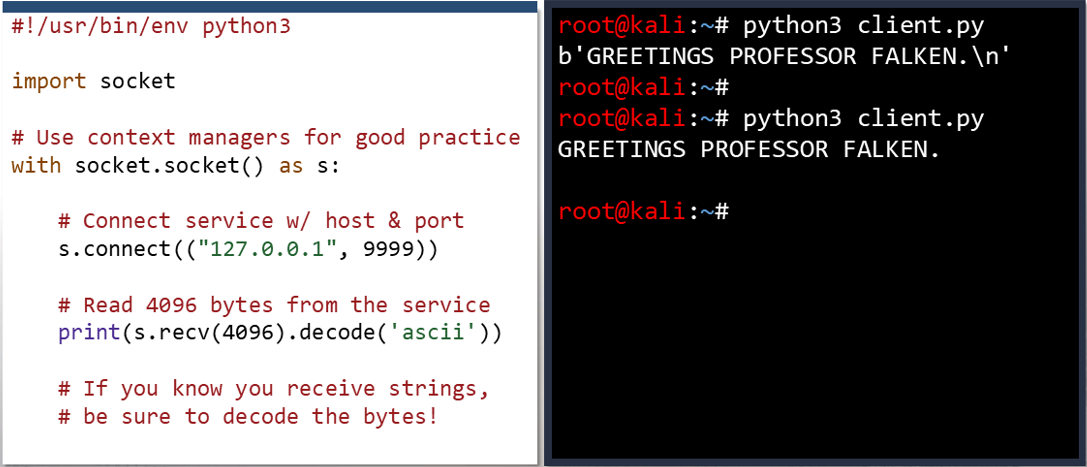 #!/usr/bin/env python3
import socket
# Use context managers for good practice
with socket.socket() as s:
# Connect service w/ host & port
s.connect(("127.0.0.1", 9999))
# Read 4096 bytes from the service
print(s.recv(4096).decode('ascii'))
# If you know you receive strings,
# be sure to decode the bytes!
root@kali:~# python3 client.py
b'GREETINGS PROFESSOR FALKEN.\n'
root@kali:~#
root@kali:~# python3 client.py
GREETINGS PROFESSOR FALKEN.
root@kali:~#